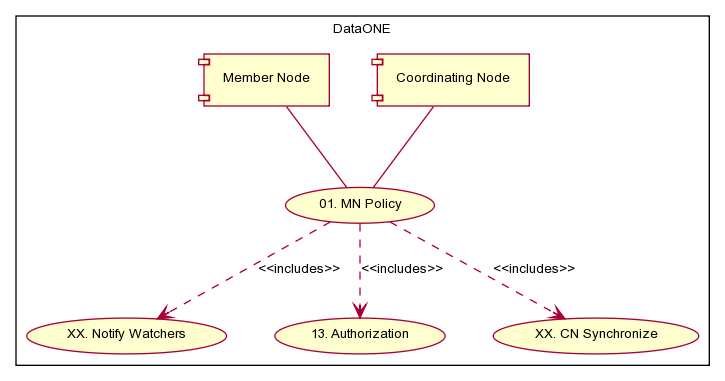 DataONE
Member Node
Coordinating Node
01. MN Policy
<<includes>>
<<includes>>
<<includes>>
XX. Notify Watchers
13. Authorization
XX. CN Synchronize